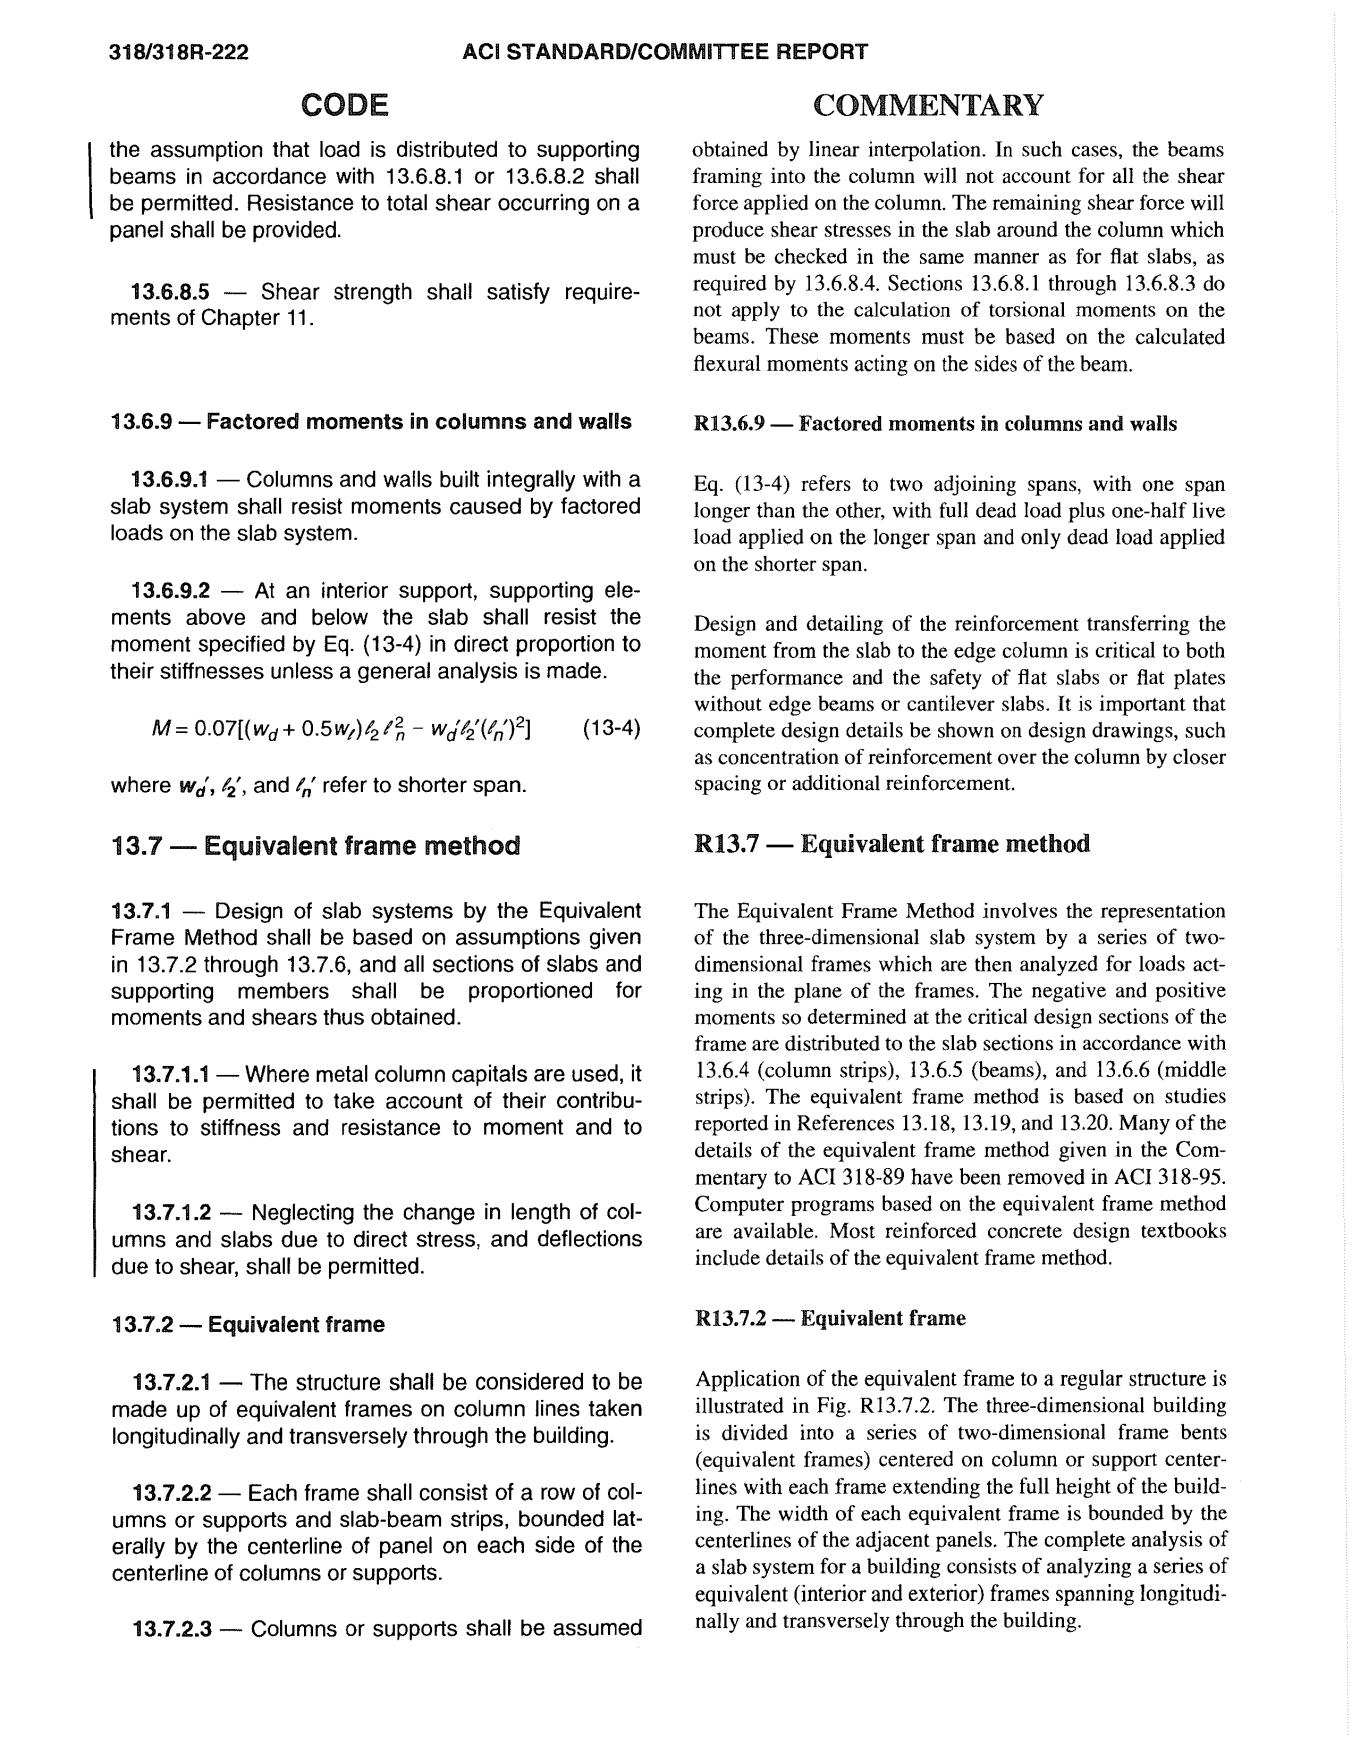 318/318R-222
ACI STANDARD/COMMITTEE REPORT
CODE
the assumption that load is distributed to supporting
beams in accordance with 13.6.8.1 or 13.6.8.2 shall
be permitted. Resistance to total shear occurring on a
panel shall be provided.
13.6.8.5 — Shear strength shall satisfy require-
ments of Chapter 11.
13.6.9 — Factored moments in columns and walls
13.6.9.1 — Columns and walls built integrally with a
slab system shall resist moments caused by factored
loads on the slab system.
13.6.9.2 — At an interior support, supporting ele-
ments above and below the slab shall resist the
moment specified by Eq. (13-4) in direct proportion to
their stiffnesses unless a general analysis is made.
M = 0.07[(w_d + 0.5w_ℓ)ℓ_2 ℓ_n^2 − w_d′ℓ_2′(ℓ_n′)^2] (13-4)
where w_d′, ℓ_2′, and ℓ_n′ refer to shorter span.
13.7 — Equivalent frame method
13.7.1 — Design of slab systems by the Equivalent
Frame Method shall be based on assumptions given
in 13.7.2 through 13.7.6, and all sections of slabs and
supporting members shall be proportioned for
moments and shears thus obtained.
13.7.1.1 — Where metal column capitals are used, it
shall be permitted to take account of their contribu-
tions to stiffness and resistance to moment and to
shear.
13.7.1.2 — Neglecting the change in length of col-
umns and slabs due to direct stress, and deflections
due to shear, shall be permitted.
13.7.2 — Equivalent frame
13.7.2.1 — The structure shall be considered to be
made up of equivalent frames on column lines taken
longitudinally and transversely through the building.
13.7.2.2 — Each frame shall consist of a row of col-
umns or supports and slab-beam strips, bounded lat-
erally by the centerline of panel on each side of the
centerline of columns or supports.
13.7.2.3 — Columns or supports shall be assumed
COMMENTARY
obtained by linear interpolation. In such cases, the beams
framing into the column will not account for all the shear
force applied on the column. The remaining shear force will
produce shear stresses in the slab around the column which
must be checked in the same manner as for flat slabs, as
required by 13.6.8.4. Sections 13.6.8.1 through 13.6.8.3 do
not apply to the calculation of torsional moments on the
beams. These moments must be based on the calculated
flexural moments acting on the sides of the beam.
R13.6.9 — Factored moments in columns and walls
Eq. (13-4) refers to two adjoining spans, with one span
longer than the other, with full dead load plus one-half live
load applied on the longer span and only dead load applied
on the shorter span.
Design and detailing of the reinforcement transferring the
moment from the slab to the edge column is critical to both
the performance and the safety of flat slabs or flat plates
without edge beams or cantilever slabs. It is important that
complete design details be shown on design drawings, such
as concentration of reinforcement over the column by closer
spacing or additional reinforcement.
R13.7 — Equivalent frame method
The Equivalent Frame Method involves the representation
of the three-dimensional slab system by a series of two-
dimensional frames which are then analyzed for loads act-
ing in the plane of the frames. The negative and positive
moments so determined at the critical design sections of the
frame are distributed to the slab sections in accordance with
13.6.4 (column strips), 13.6.5 (beams), and 13.6.6 (middle
strips). The equivalent frame method is based on studies
reported in References 13.18, 13.19, and 13.20. Many of the
details of the equivalent frame method given in the Com-
mentary to ACI 318-89 have been removed in ACI 318-95.
Computer programs based on the equivalent frame method
are available. Most reinforced concrete design textbooks
include details of the equivalent frame method.
R13.7.2 — Equivalent frame
Application of the equivalent frame to a regular structure is
illustrated in Fig. R13.7.2. The three-dimensional building
is divided into a series of two-dimensional frame bents
(equivalent frames) centered on column or support center-
lines with each frame extending the full height of the build-
ing. The width of each equivalent frame is bounded by the
centerlines of the adjacent panels. The complete analysis of
a slab system for a building consists of analyzing a series of
equivalent (interior and exterior) frames spanning longitudi-
nally and transversely through the building.